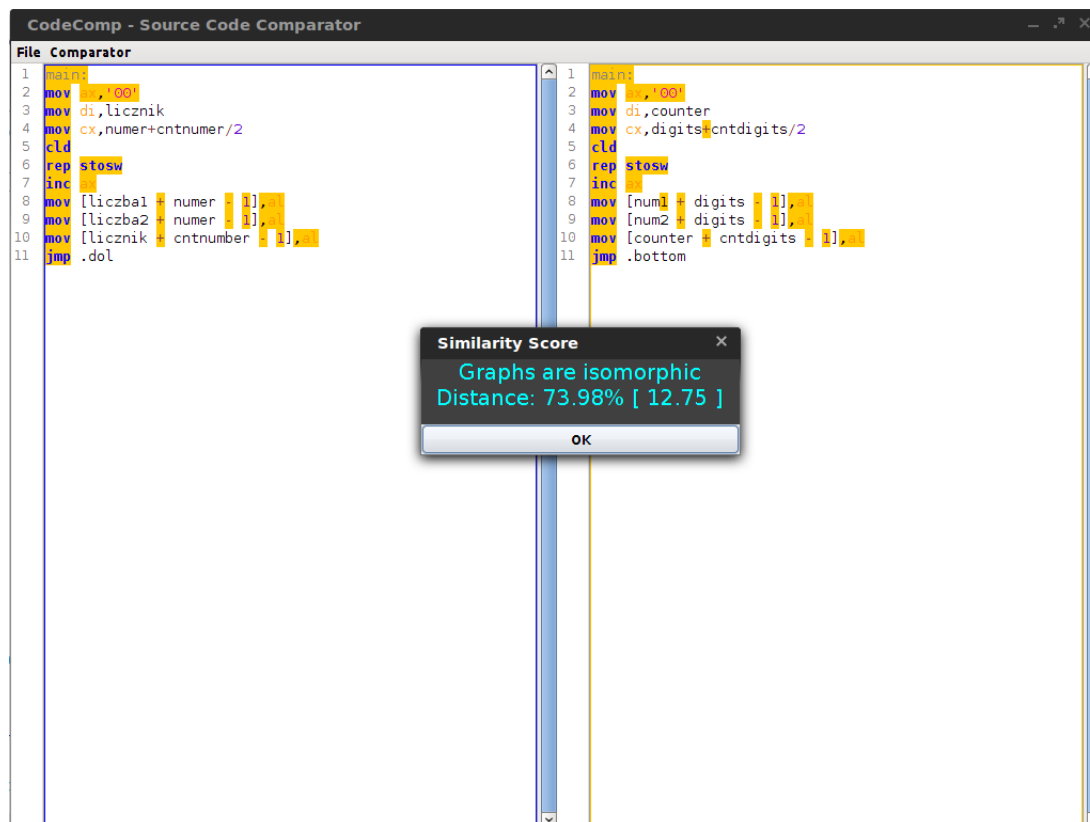 CodeComp - Source Code Comparator
File Comparator
1 main:
2 mov ax,'00'
3 mov di,licznik
4 mov cx,numer+cntnumer/2
5 cld
6 rep stosw
7 inc ax
8 mov [liczba1 + numer - 1],al
9 mov [liczba2 + numer - 1],al
10 mov [licznik + cntnumber - 1],al
11 jmp .dol
1 main:
2 mov ax,'00'
3 mov di,counter
4 mov cx,digits+cntdigits/2
5 cld
6 rep stosw
7 inc ax
8 mov [num1 + digits - 1],al
9 mov [num2 + digits - 1],al
10 mov [counter + cntdigits - 1],al
11 jmp .bottom
Similarity Score
Graphs are isomorphic
Distance: 73.98% [ 12.75 ]
OK